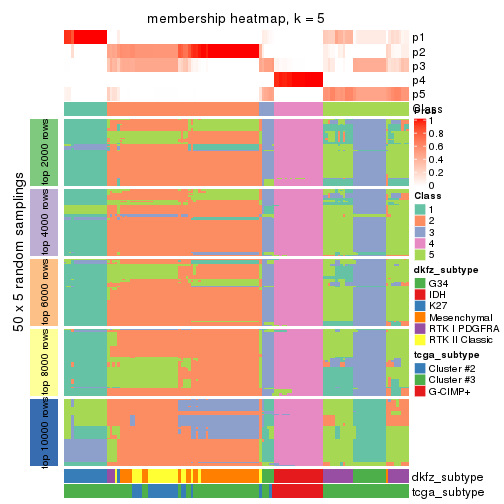 membership heatmap, k = 5
p1
p2
p3
p4
p5
Class
Prob
1
0.8
0.6
0.4
0.2
0
Class
1
2
3
4
5
dkfz_subtype
G34
IDH
K27
Mesenchymal
RTK I PDGFRA
RTK II Classic
tcga_subtype
Cluster #2
Cluster #3
G-CIMP+
50 x 5 random samplings
top 2000 rows
top 4000 rows
top 6000 rows
top 8000 rows
top 10000 rows
dkfz_subtype
tcga_subtype